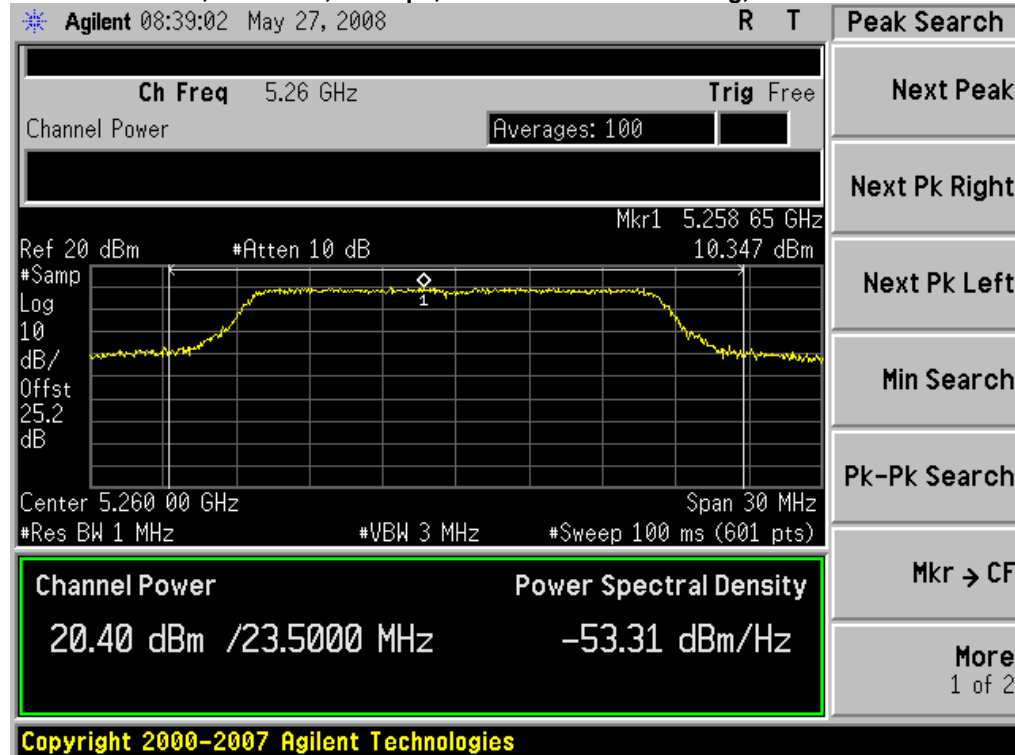 Agilent 08:39:02 May 27, 2008 R T
Peak Search
Ch Freq 5.26 GHz Trig Free
Channel Power Averages: 100
Mkr1 5.258 65 GHz
Ref 20 dBm #Atten 10 dB 10.347 dBm
#Samp
Log
10
dB/
Offst
25.2
dB
1
Center 5.260 00 GHz Span 30 MHz
#Res BW 1 MHz #VBW 3 MHz #Sweep 100 ms (601 pts)
Channel Power Power Spectral Density
20.40 dBm /23.5000 MHz -53.31 dBm/Hz
Next Peak
Next Pk Right
Next Pk Left
Min Search
Pk-Pk Search
Mkr → CF
More
1 of 2
Copyright 2000-2007 Agilent Technologies